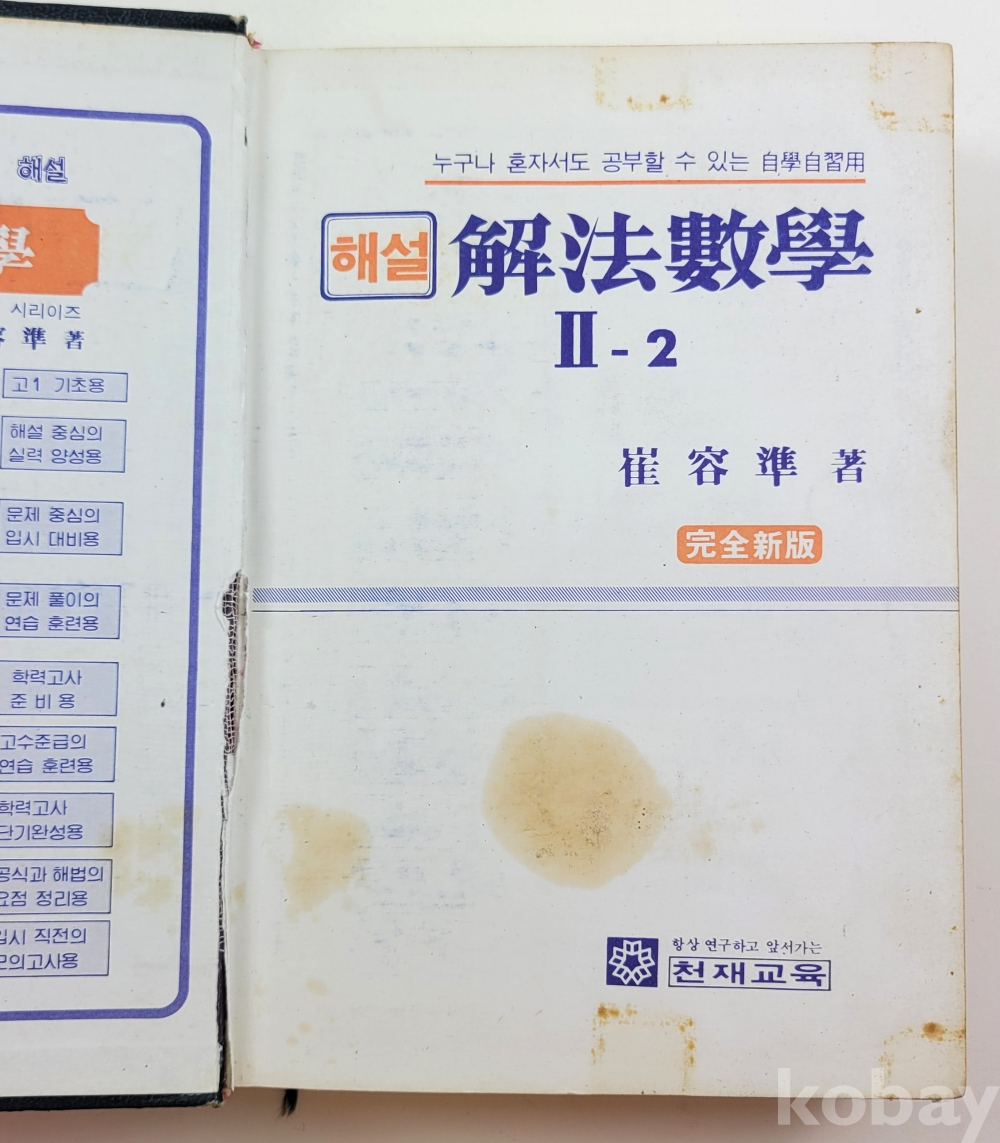 해설
學
시리이즈
容 準 著
고1 기초용
해설 중심의
실력 양성용
문제 중심의
입시 대비용
문제 풀이의
연습 훈련용
학력고사
준비용
고수준급의
연습 훈련용
학력고사
단기완성용
공식과 해법의
요점 정리용
입시 직전의
모의고사용
누구나 혼자서도 공부할 수 있는 自學自習用
해설 解法數學
II - 2
崔容準 著
完全新版
항상 연구하고 앞서가는
천재교육
kobay